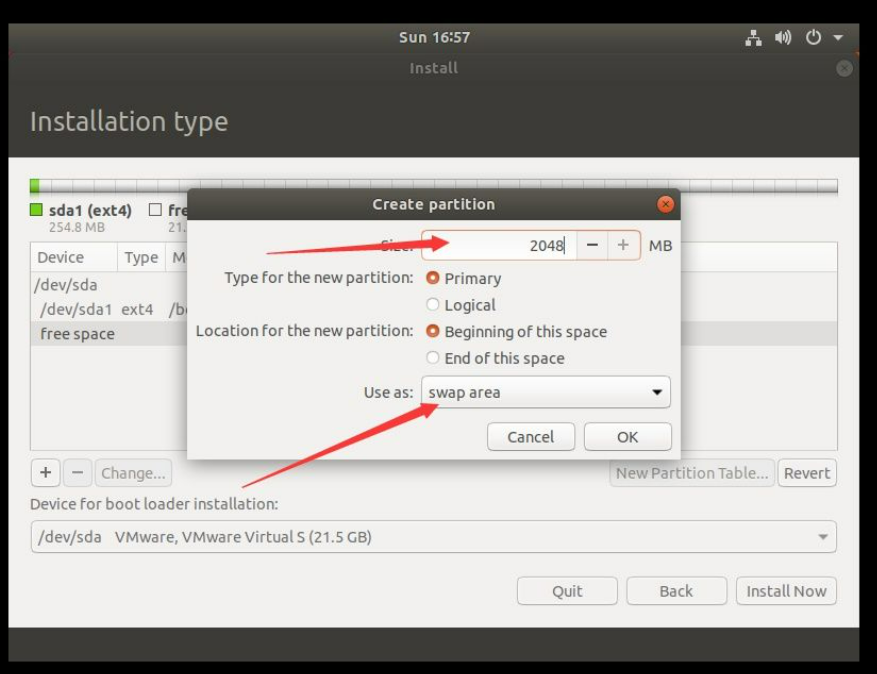 Sun 16:57
Install
Installation type
sda1 (ext4) fre
254.8 MB 21.
Create partition
Size: 2048 − + MB
Type for the new partition: Primary
Logical
Location for the new partition: Beginning of this space
End of this space
Use as: swap area
Cancel OK
Device Type M
/dev/sda
/dev/sda1 ext4 /b
free space
+ − Change... New Partition Table... Revert
Device for boot loader installation:
/dev/sda VMware, VMware Virtual S (21.5 GB)
Quit Back Install Now